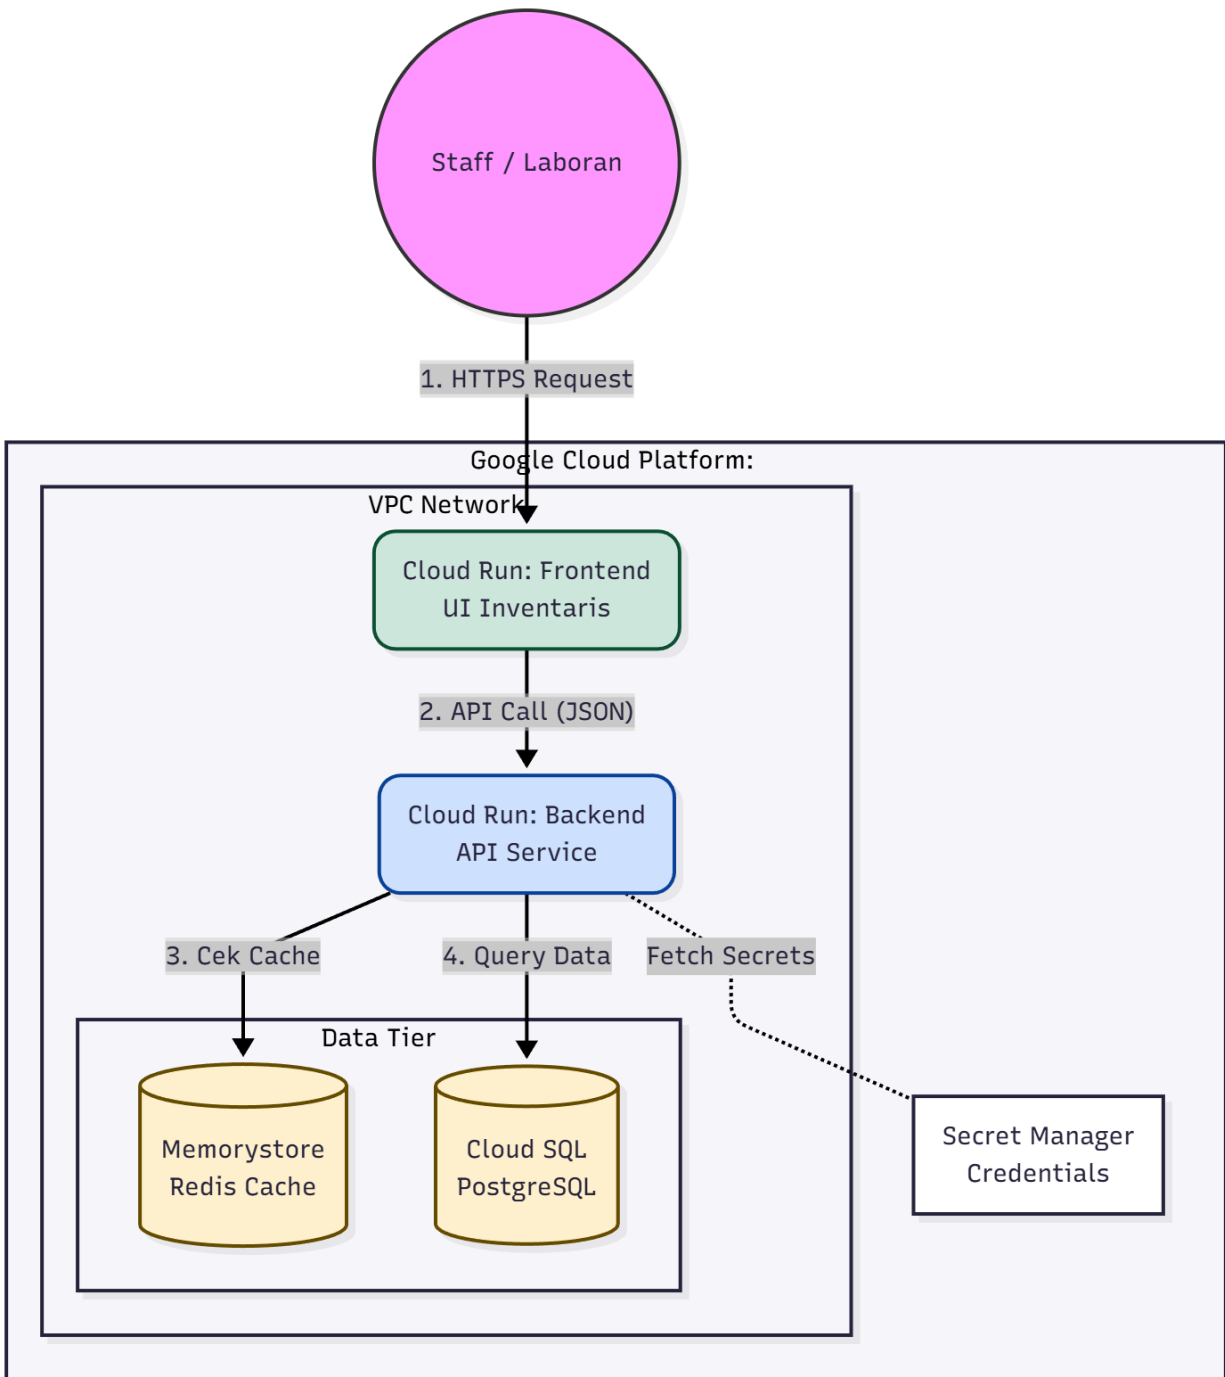 Staff / Laboran
1. HTTPS Request
Google Cloud Platform:
VPC Network
Cloud Run: Frontend
UI Inventaris
2. API Call (JSON)
Cloud Run: Backend
API Service
3. Cek Cache
4. Query Data
Fetch Secrets
Data Tier
Memorystore
Redis Cache
Cloud SQL
PostgreSQL
Secret Manager
Credentials